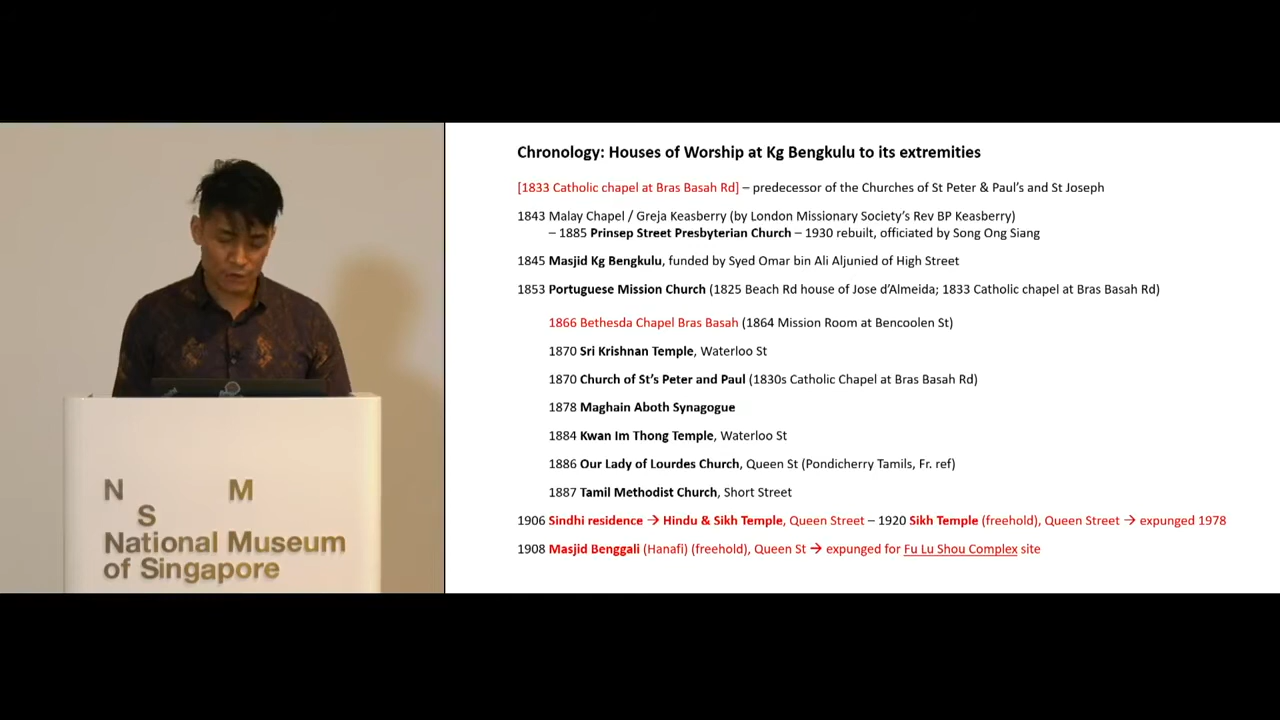 Chronology: Houses of Worship at Kg Bengkulu to its extremities
[1833 Catholic chapel at Bras Basah Rd] – predecessor of the Churches of St Peter & Paul's and St Joseph
1843 Malay Chapel / Greja Keasberry (by London Missionary Society's Rev BP Keasberry)
– 1885 Prinsep Street Presbyterian Church – 1930 rebuilt, officiated by Song Ong Siang
1845 Masjid Kg Bengkulu, funded by Syed Omar bin Ali Aljunied of High Street
1853 Portuguese Mission Church (1825 Beach Rd house of Jose d'Almeida; 1833 Catholic chapel at Bras Basah Rd)
1866 Bethesda Chapel Bras Basah (1864 Mission Room at Bencoolen St)
1870 Sri Krishnan Temple, Waterloo St
1870 Church of St's Peter and Paul (1830s Catholic Chapel at Bras Basah Rd)
1878 Maghain Aboth Synagogue
1884 Kwan Im Thong Temple, Waterloo St
1886 Our Lady of Lourdes Church, Queen St (Pondicherry Tamils, Fr. ref)
1887 Tamil Methodist Church, Short Street
1906 Sindhi residence → Hindu & Sikh Temple, Queen Street – 1920 Sikh Temple (freehold), Queen Street → expunged 1978
1908 Masjid Benggali (Hanafi) (freehold), Queen St → expunged for Fu Lu Shou Complex site
N M
S
National Museum
of Singapore